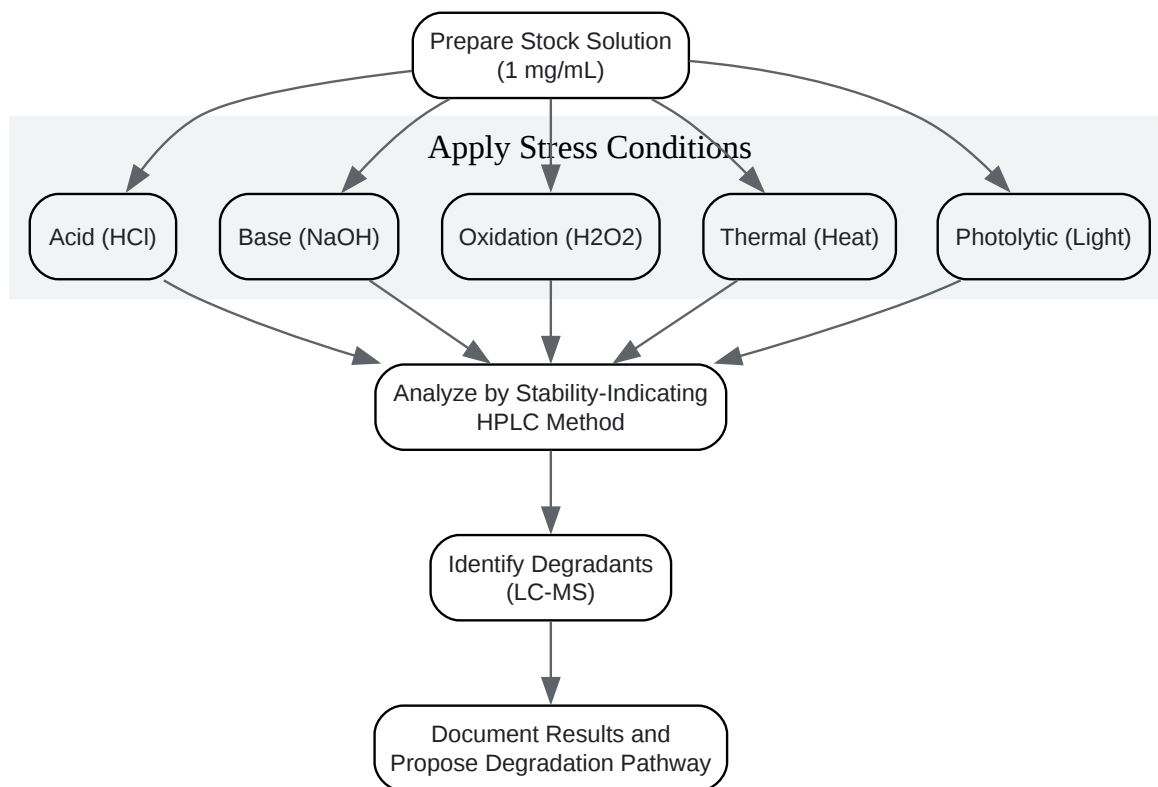 Prepare Stock Solution
(1 mg/mL)
Apply Stress Conditions
Acid (HCl)
Base (NaOH)
Oxidation (H2O2)
Thermal (Heat)
Photolytic (Light)
Analyze by Stability-Indicating
HPLC Method
Identify Degradants
(LC-MS)
Document Results and
Propose Degradation Pathway